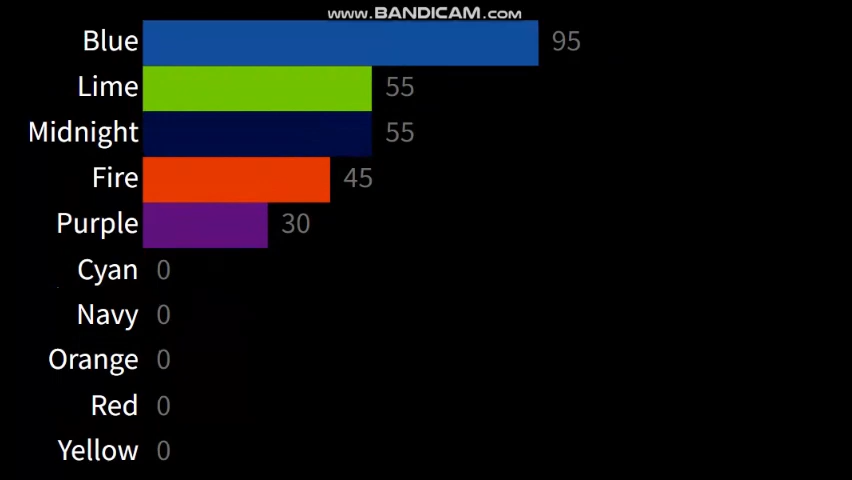 www.BANDICAM.com
Blue 95
Lime 55
Midnight 55
Fire 45
Purple 30
Cyan 0
Navy 0
Orange 0
Red 0
Yellow 0